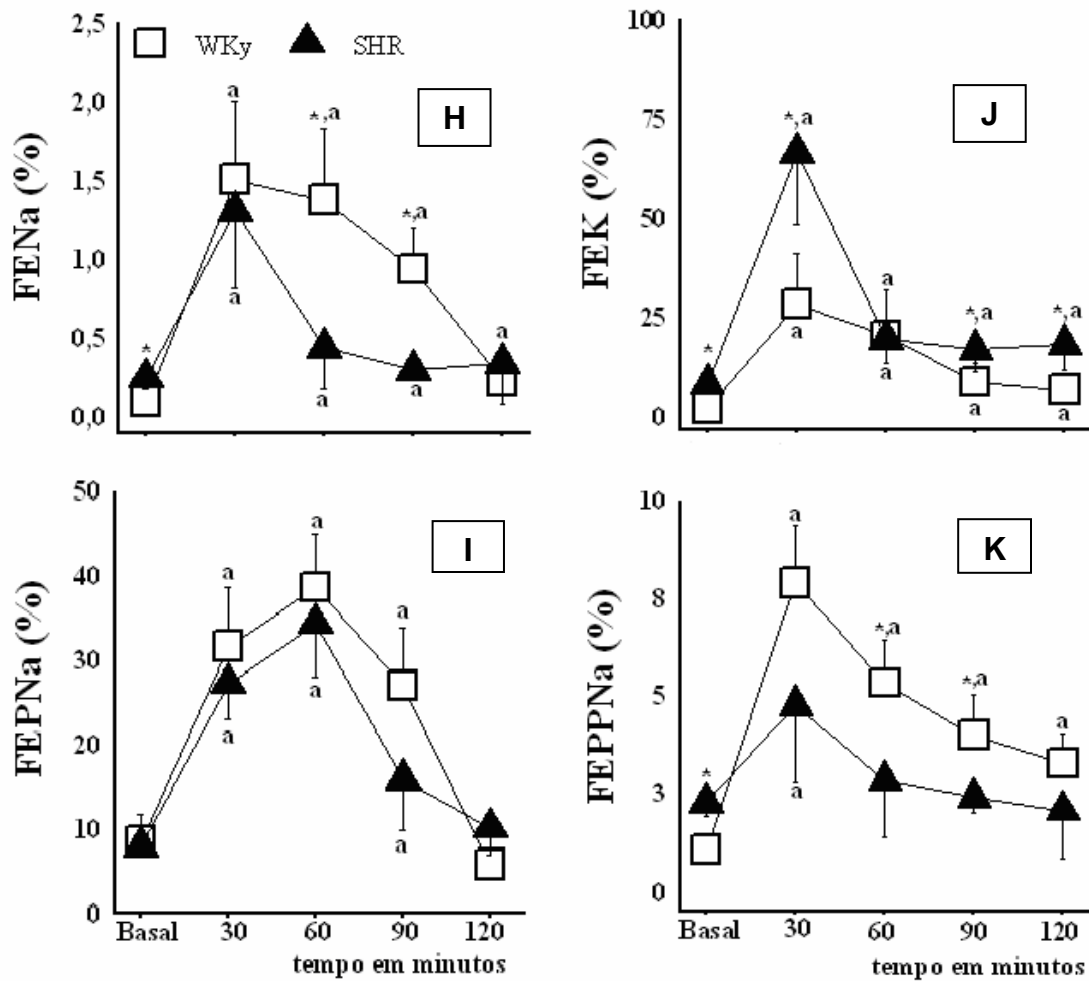 2,5
WKy SHR
a
2,0
*,a
H
FENa (%)
1,5
*,a
1,0
a
0,5
*
a
a
a
0,0
100
J
*,a
75
FEK (%)
50
a
25
*,a
*,a
*
a
a
a
a
0
50
I
a
a
a
40
FEPNa (%)
30
a
a
20
a
10
0
Basal 30 60 90 120
tempo em minutos
10
K
a
8
FEPPNa (%)
*,a
5
*,a
a
*
3
a
0
Basal 30 60 90 120
tempo em minutos